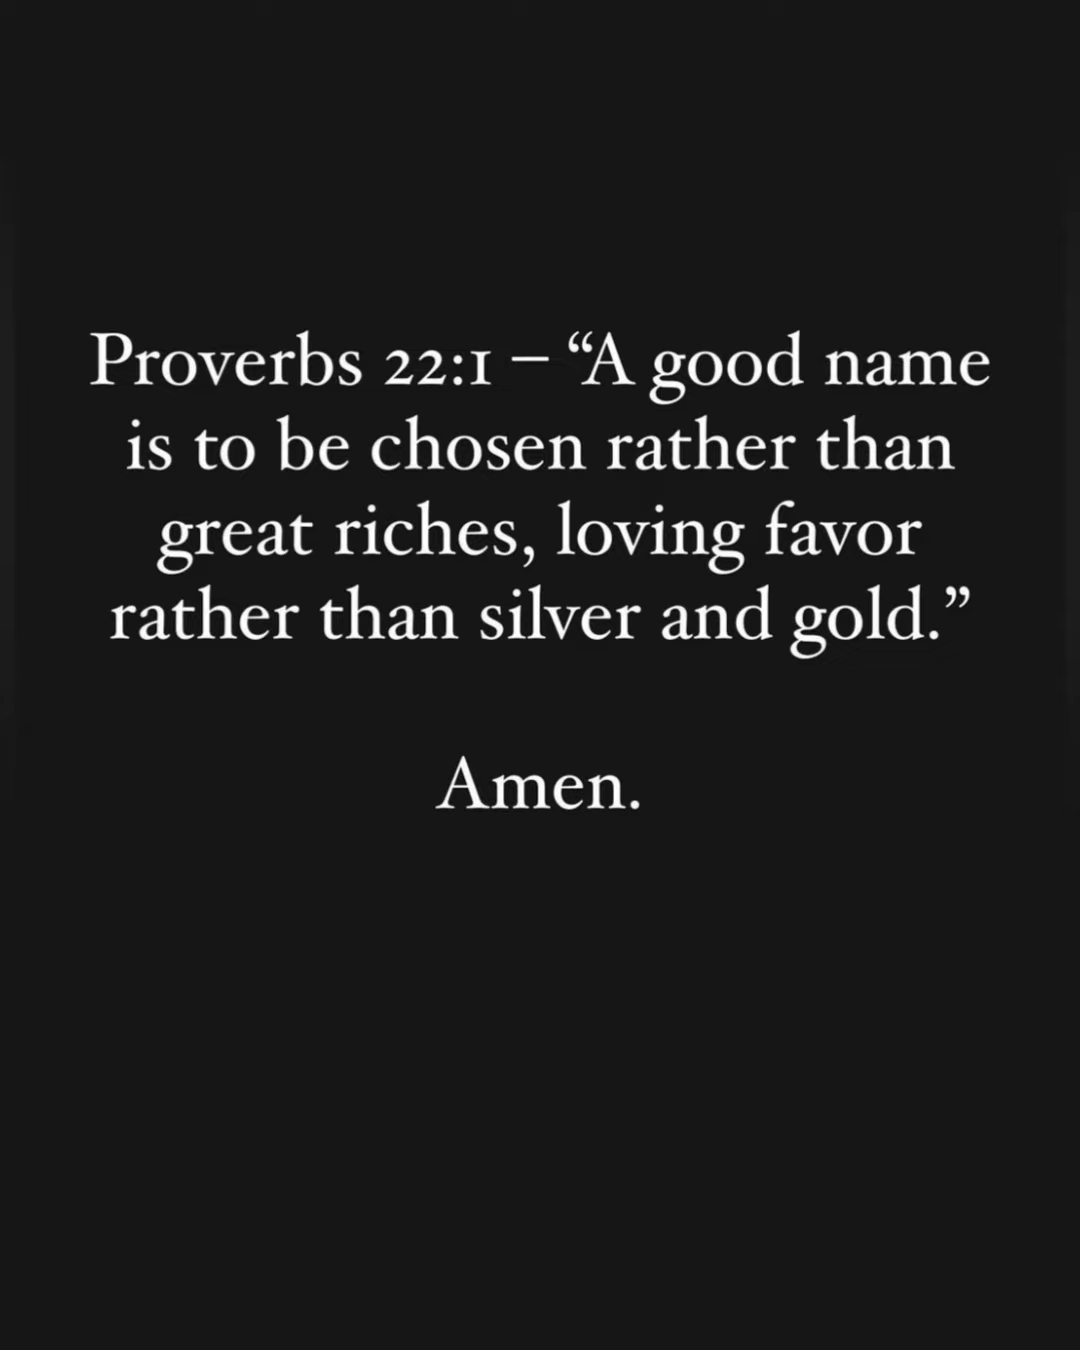 Proverbs 22:1 – “A good name
is to be chosen rather than
great riches, loving favor
rather than silver and gold.”
Amen.